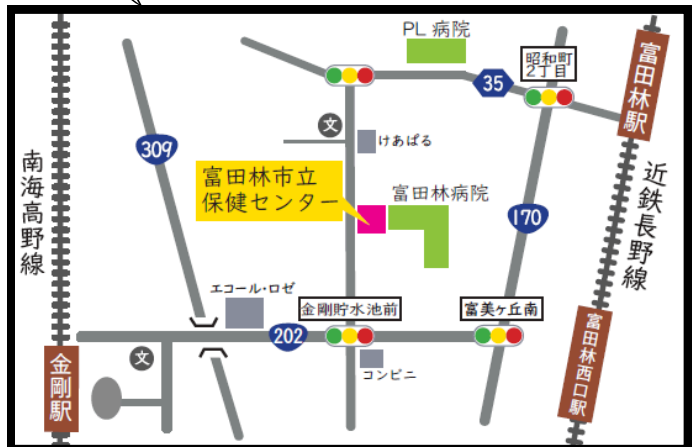 PL 病院
昭和町
2丁目
富田林駅
35
文
けあぱる
309
南海高野線
富田林市立
保健センター
富田林病院
近鉄長野線
170
エコール・ロゼ
金剛貯水池前
富美ヶ丘南
202
文
コンビニ
金剛駅
富田林西口駅